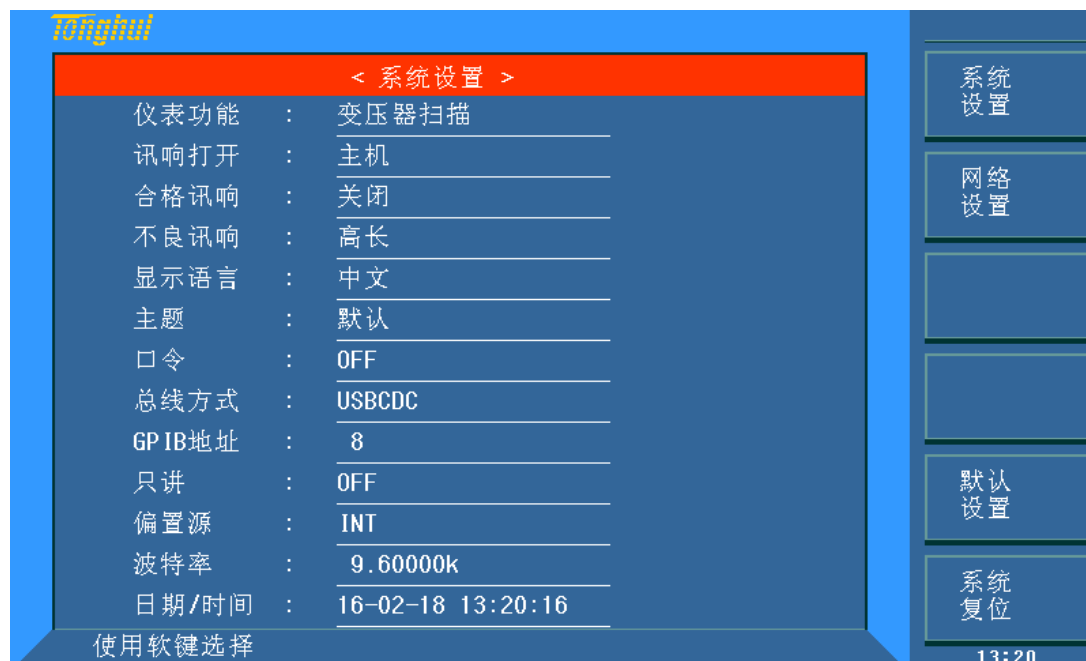 Tonghui
< 系统设置 >
仪表功能 : 变压器扫描
讯响打开 : 主机
合格讯响 : 关闭
不良讯响 : 高长
显示语言 : 中文
主题 : 默认
口令 : OFF
总线方式 : USBCDC
GPIB地址 : 8
只讲 : OFF
偏置源 : INT
波特率 : 9.60000k
日期/时间 : 16-02-18 13:20:16
使用软键选择
系统
设置
网络
设置
默认
设置
系统
复位
13:20